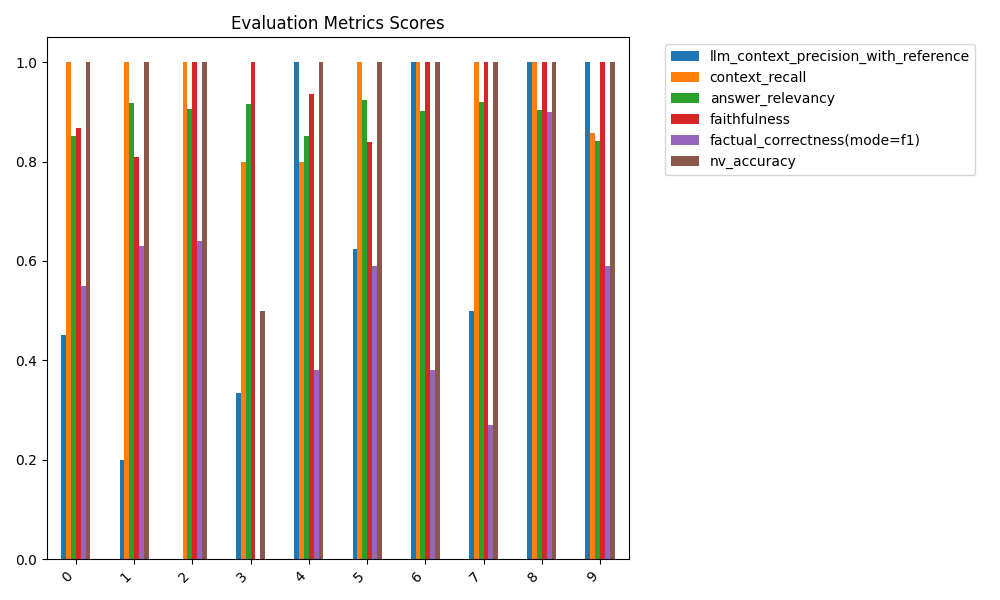 Evaluation Metrics Scores
1.0
0.8
0.6
0.4
0.2
0.0
0 1 2 3 4 5 6 7 8 9
llm_context_precision_with_reference
context_recall
answer_relevancy
faithfulness
factual_correctness(mode=f1)
nv_accuracy